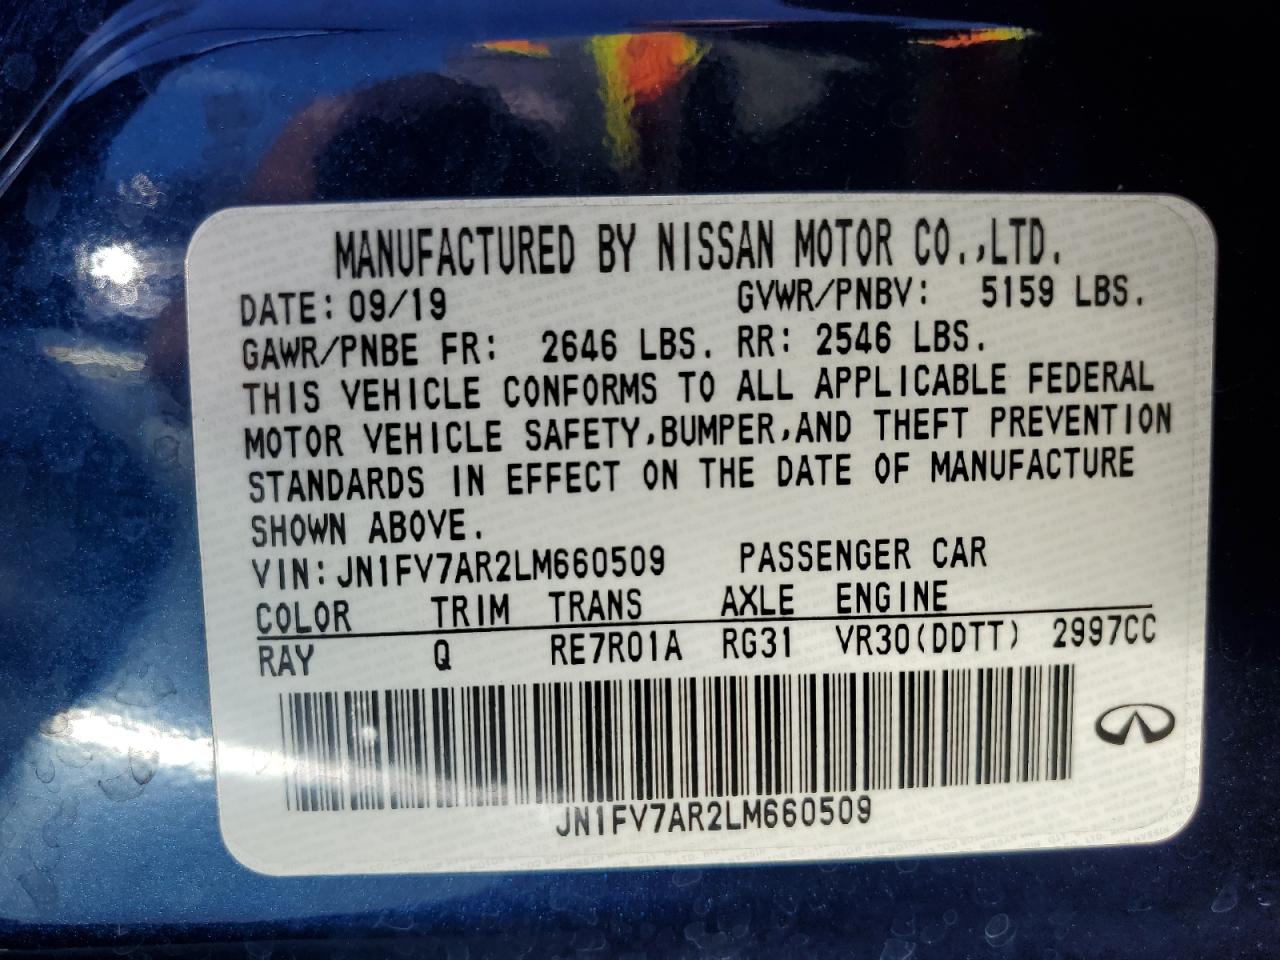 MANUFACTURED BY NISSAN MOTOR CO.,LTD.
DATE: 09/19 GVWR/PNBV: 5159 LBS.
GAWR/PNBE FR: 2646 LBS. RR: 2546 LBS.
THIS VEHICLE CONFORMS TO ALL APPLICABLE FEDERAL
MOTOR VEHICLE SAFETY,BUMPER,AND THEFT PREVENTION
STANDARDS IN EFFECT ON THE DATE OF MANUFACTURE
SHOWN ABOVE.
VIN: JN1FV7AR2LM660509 PASSENGER CAR
COLOR TRIM TRANS AXLE ENGINE
RAY Q RE7R01A RG31 VR30(DDTT) 2997CC
JN1FV7AR2LM660509